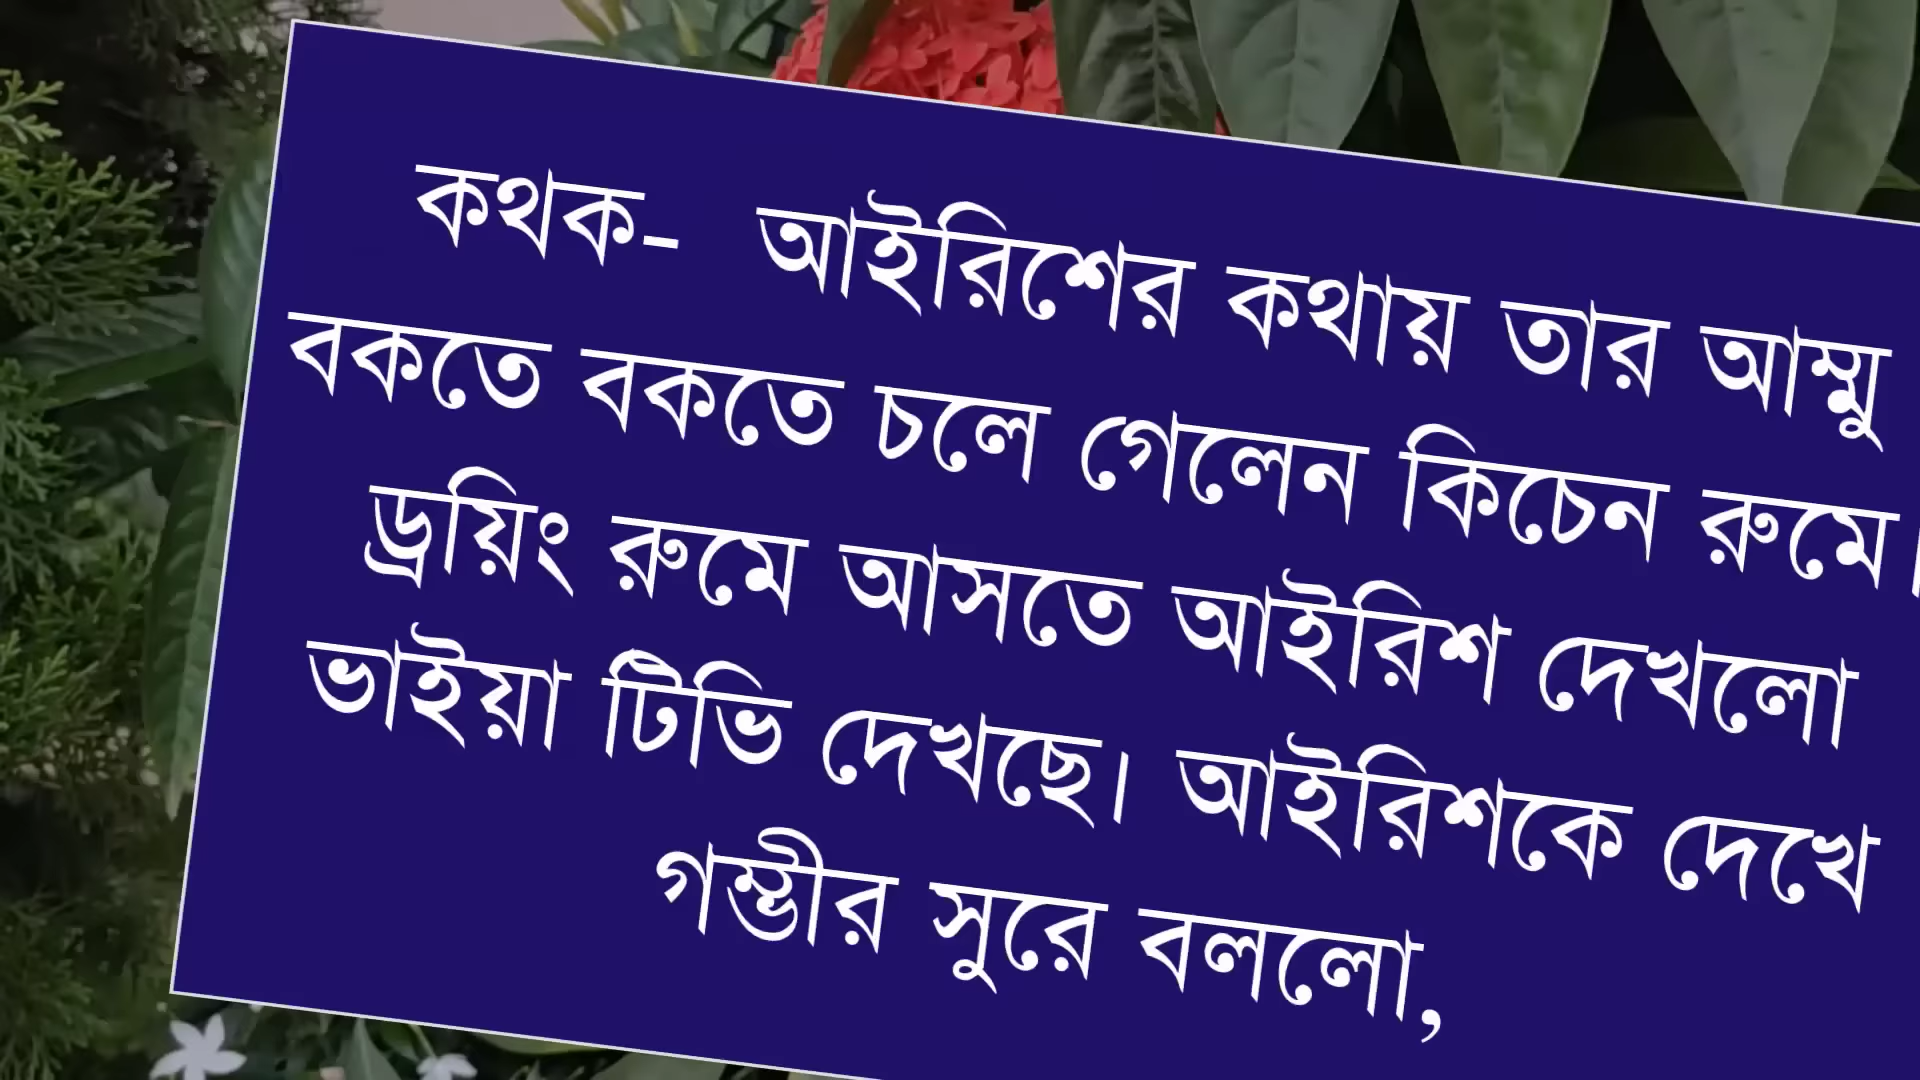 কথক- আইরিশের কথায় তার আম্মু
বকতে বকতে চলে গেলেন কিচেন রুমে।
ড্রয়িং রুমে আসতে আইরিশ দেখলো
ভাইয়া টিভি দেখছে। আইরিশকে দেখে
গম্ভীর সুরে বললো,